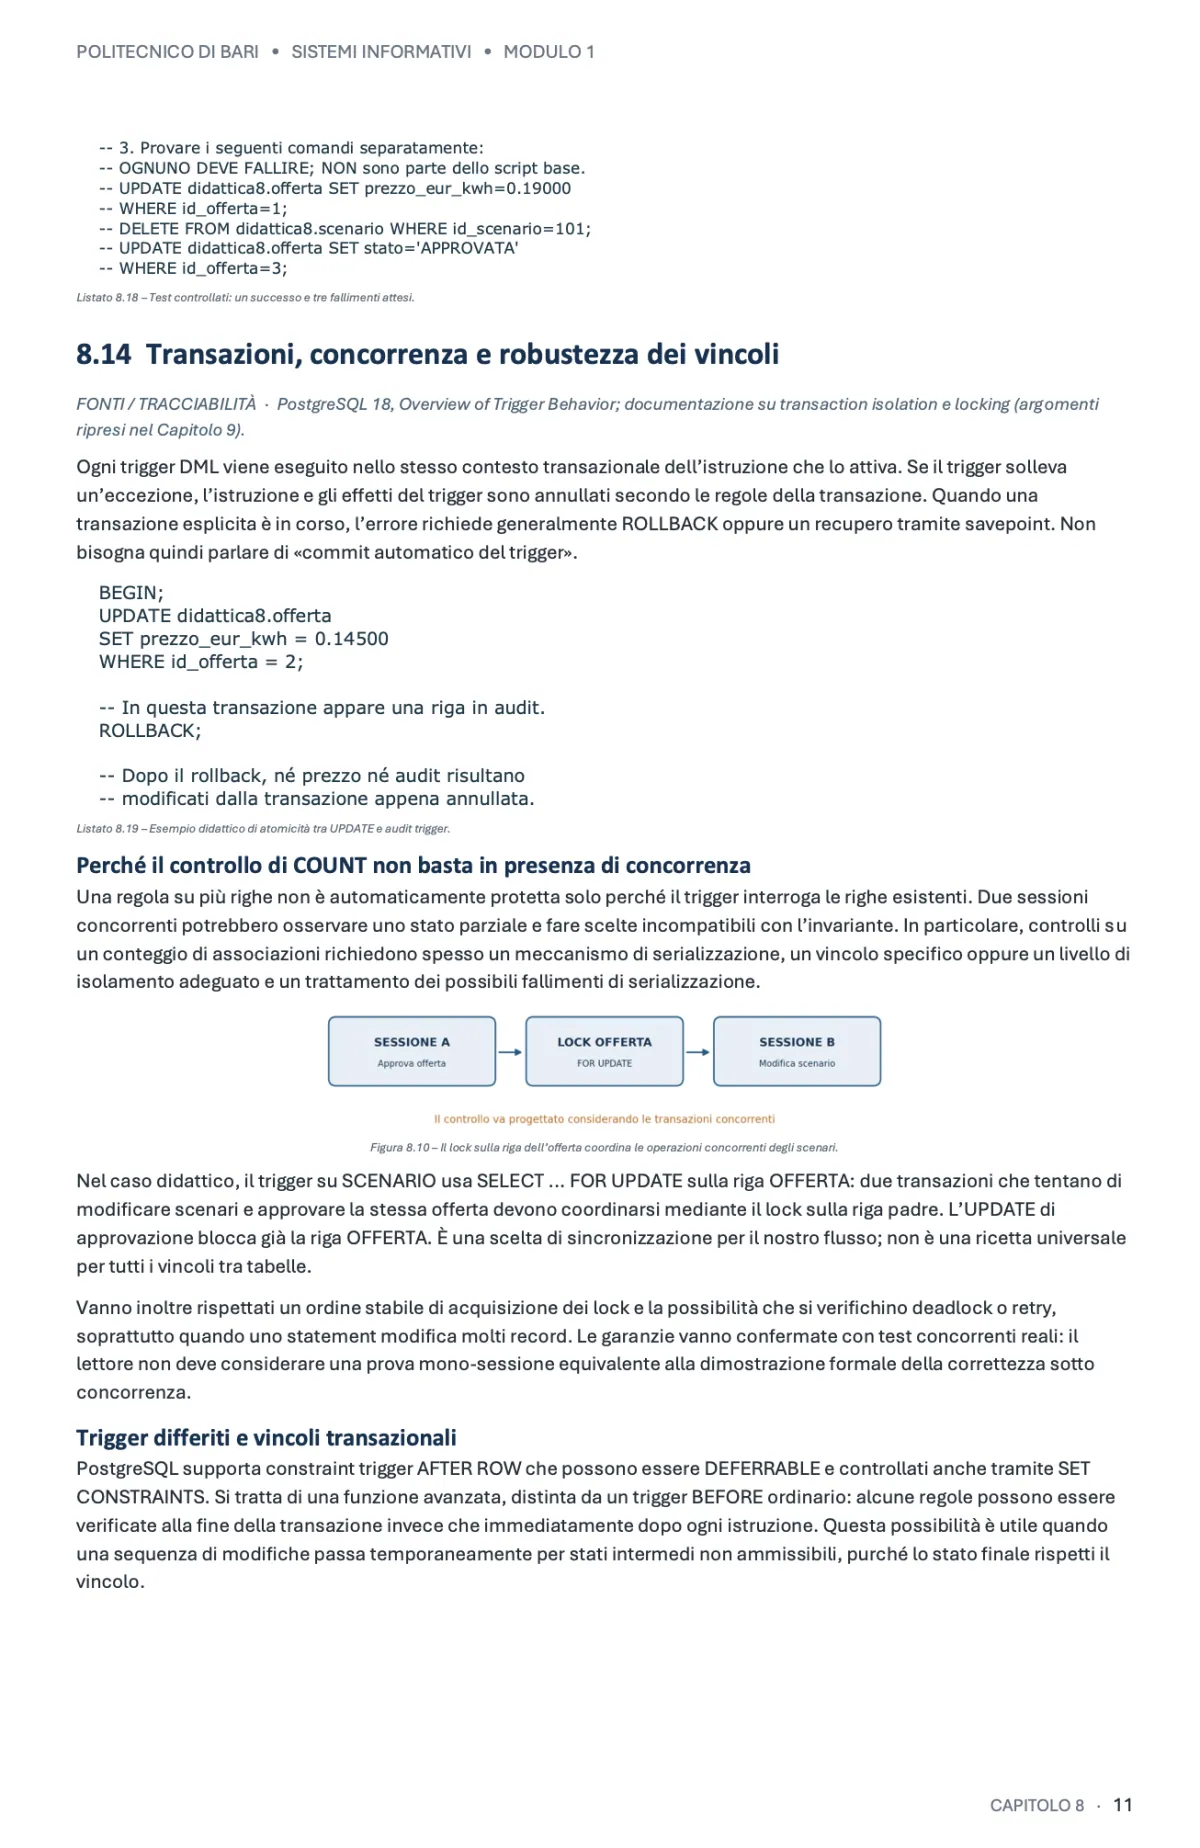 POLITECNICO DI BARI • SISTEMI INFORMATIVI • MODULO 1
-- 3. Provare i seguenti comandi separatamente:
-- OGNUNO DEVE FALLIRE; NON sono parte dello script base.
-- UPDATE didattica8.offerta SET prezzo_eur_kwh=0.19000
-- WHERE id_offerta=1;
-- DELETE FROM didattica8.scenario WHERE id_scenario=101;
-- UPDATE didattica8.offerta SET stato='APPROVATA'
-- WHERE id_offerta=3;
Listato 8.18 – Test controllati: un successo e tre fallimenti attesi.
8.14 Transazioni, concorrenza e robustezza dei vincoli
FONTI / TRACCIABILITÀ · PostgreSQL 18, Overview of Trigger Behavior; documentazione su transaction isolation e locking (argomenti
ripresi nel Capitolo 9).
Ogni trigger DML viene eseguito nello stesso contesto transazionale dell’istruzione che lo attiva. Se il trigger solleva
un’eccezione, l’istruzione e gli effetti del trigger sono annullati secondo le regole della transazione. Quando una
transazione esplicita è in corso, l’errore richiede generalmente ROLLBACK oppure un recupero tramite savepoint. Non
bisogna quindi parlare di «commit automatico del trigger».
BEGIN;
UPDATE didattica8.offerta
SET prezzo_eur_kwh = 0.14500
WHERE id_offerta = 2;
-- In questa transazione appare una riga in audit.
ROLLBACK;
-- Dopo il rollback, né prezzo né audit risultano
-- modificati dalla transazione appena annullata.
Listato 8.19 – Esempio didattico di atomicità tra UPDATE e audit trigger.
Perché il controllo di COUNT non basta in presenza di concorrenza
Una regola su più righe non è automaticamente protetta solo perché il trigger interroga le righe esistenti. Due sessioni
concorrenti potrebbero osservare uno stato parziale e fare scelte incompatibili con l’invariante. In particolare, controlli su
un conteggio di associazioni richiedono spesso un meccanismo di serializzazione, un vincolo specifico oppure un livello di
isolamento adeguato e un trattamento dei possibili fallimenti di serializzazione.
SESSIONE A
Approva offerta
LOCK OFFERTA
FOR UPDATE
SESSIONE B
Modifica scenario
Il controllo va progettato considerando le transazioni concorrenti
Figura 8.10 – Il lock sulla riga dell’offerta coordina le operazioni concorrenti degli scenari.
Nel caso didattico, il trigger su SCENARIO usa SELECT ... FOR UPDATE sulla riga OFFERTA: due transazioni che tentano di
modificare scenari e approvare la stessa offerta devono coordinarsi mediante il lock sulla riga padre. L’UPDATE di
approvazione blocca già la riga OFFERTA. È una scelta di sincronizzazione per il nostro flusso; non è una ricetta universale
per tutti i vincoli tra tabelle.
Vanno inoltre rispettati un ordine stabile di acquisizione dei lock e la possibilità che si verifichino deadlock o retry,
soprattutto quando uno statement modifica molti record. Le garanzie vanno confermate con test concorrenti reali: il
lettore non deve considerare una prova mono-sessione equivalente alla dimostrazione formale della correttezza sotto
concorrenza.
Trigger differiti e vincoli transazionali
PostgreSQL supporta constraint trigger AFTER ROW che possono essere DEFERRABLE e controllati anche tramite SET
CONSTRAINTS. Si tratta di una funzione avanzata, distinta da un trigger BEFORE ordinario: alcune regole possono essere
verificate alla fine della transazione invece che immediatamente dopo ogni istruzione. Questa possibilità è utile quando
una sequenza di modifiche passa temporaneamente per stati intermedi non ammissibili, purché lo stato finale rispetti il
vincolo.
CAPITOLO 8 · 11